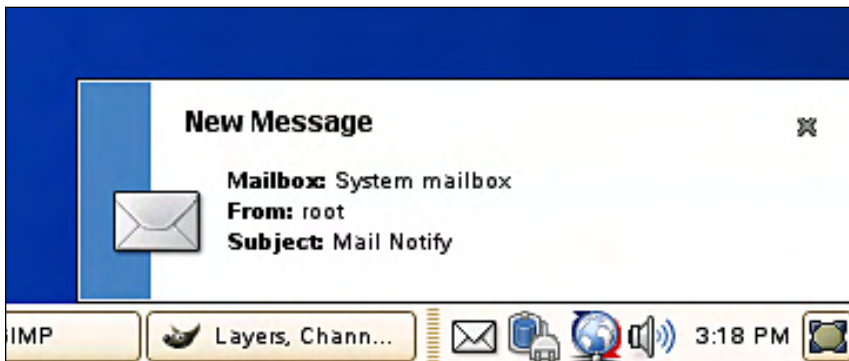 New Message
Mailbox: System mailbox
From: root
Subject: Mail Notify
IMP
Layers, Chann...
3:18 PM